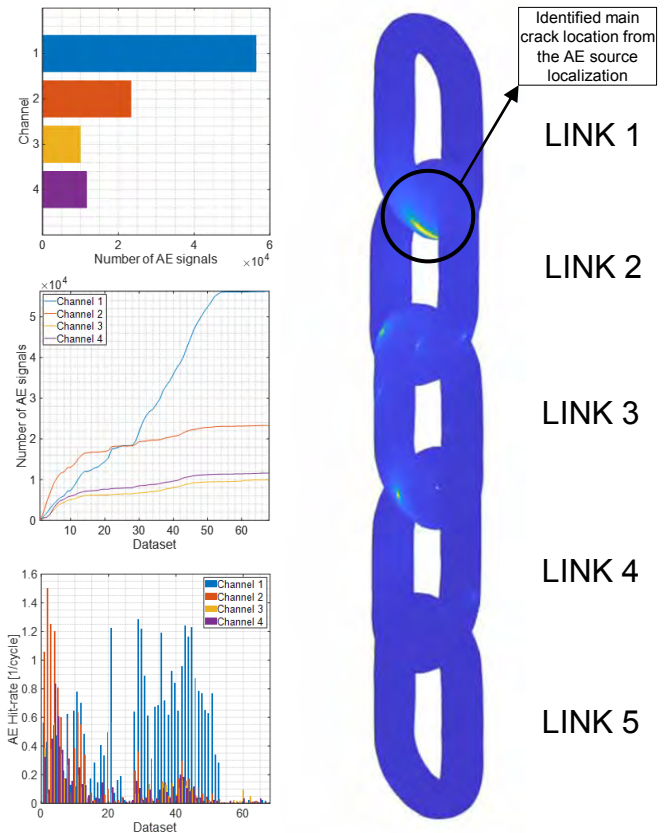 1
2
3
4
Channel
0
2
4
6
Number of AE signals
×10⁴
×10⁴
Channel 1
Channel 2
Channel 3
Channel 4
5
4
3
2
1
0
Number of AE signals
10
20
30
40
50
60
Dataset
1.6
1.4
1.2
1
0.8
0.6
0.4
0.2
0
AE Hit-rate [1/cycle]
Channel 1
Channel 2
Channel 3
Channel 4
0
20
40
60
Dataset
Identified main
crack location from
the AE source
localization
LINK 1
LINK 2
LINK 3
LINK 4
LINK 5